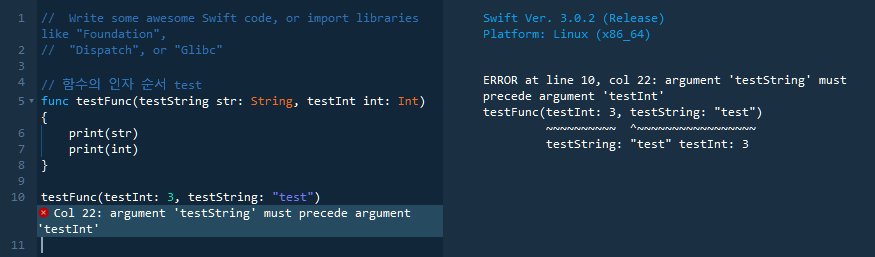 1 // Write some awesome Swift code, or import libraries
like "Foundation",
2 // "Dispatch", or "Glibc"
3
4 // 함수의 인자 순서 test
5 func testFunc(testString str: String, testInt int: Int)
{
6 print(str)
7 print(int)
8 }
9
10 testFunc(testInt: 3, testString: "test")
Col 22: argument 'testString' must precede argument
'testInt'
11
Swift Ver. 3.0.2 (Release)
Platform: Linux (x86_64)
ERROR at line 10, col 22: argument 'testString' must
precede argument 'testInt'
testFunc(testInt: 3, testString: "test")
~~~~~~~~~~ ^~~~~~~~~~~~~~~~~~
testString: "test" testInt: 3